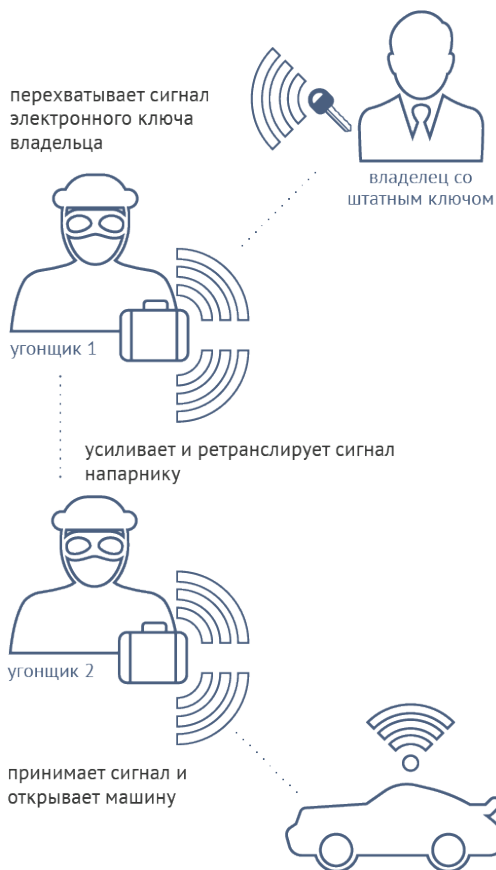 перехватывает сигнал
электронного ключа
владельца
владелец со
штатным ключом
угонщик 1
усиливает и ретранслирует сигнал
напарнику
угонщик 2
принимает сигнал и
открывает машину